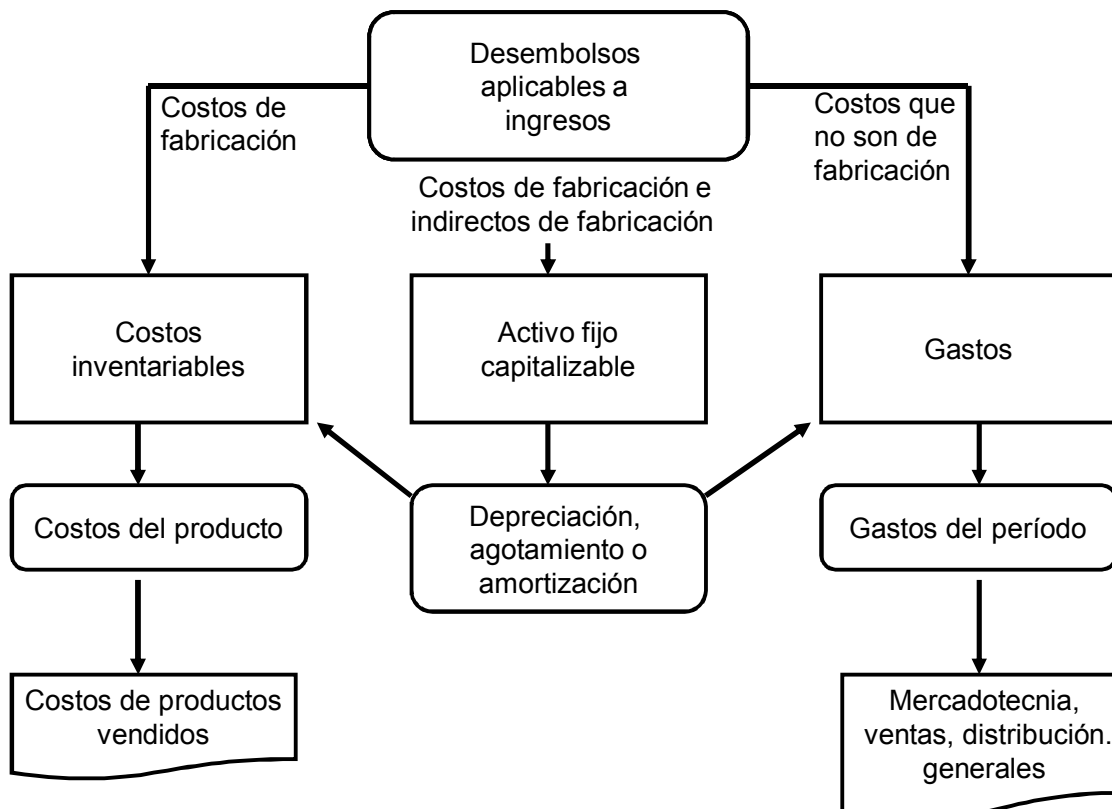 Desembolsos
aplicables a
ingresos
Costos de
fabricación
Costos que
no son de
fabricación
Costos de fabricación e
indirectos de fabricación
Costos
inventariables
Activo fijo
capitalizable
Gastos
Costos del producto
Depreciación,
agotamiento o
amortización
Gastos del período
Costos de productos
vendidos
Mercadotecnia,
ventas, distribución.
generales